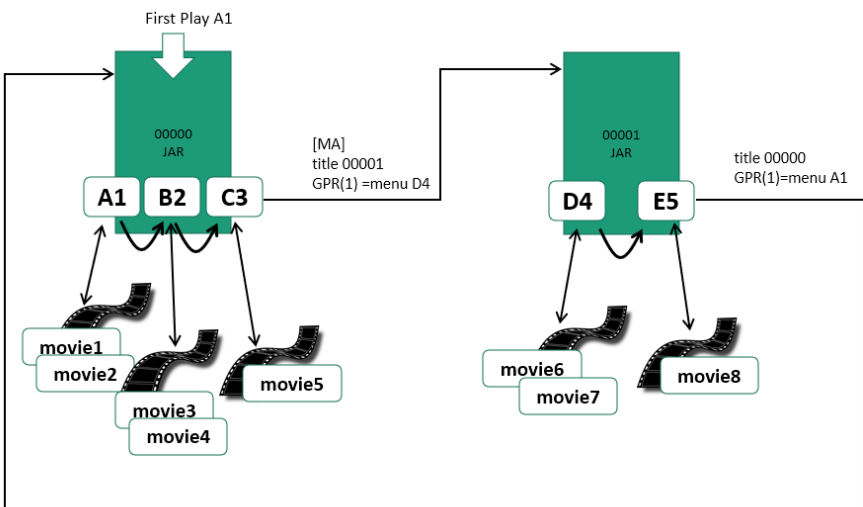 First Play A1
00000
JAR
[MA]
title 00001
GPR(1) =menu D4
00001
JAR
title 00000
GPR(1)=menu A1
A1
B2
C3
D4
E5
movie1
movie2
movie3
movie4
movie5
movie6
movie7
movie8